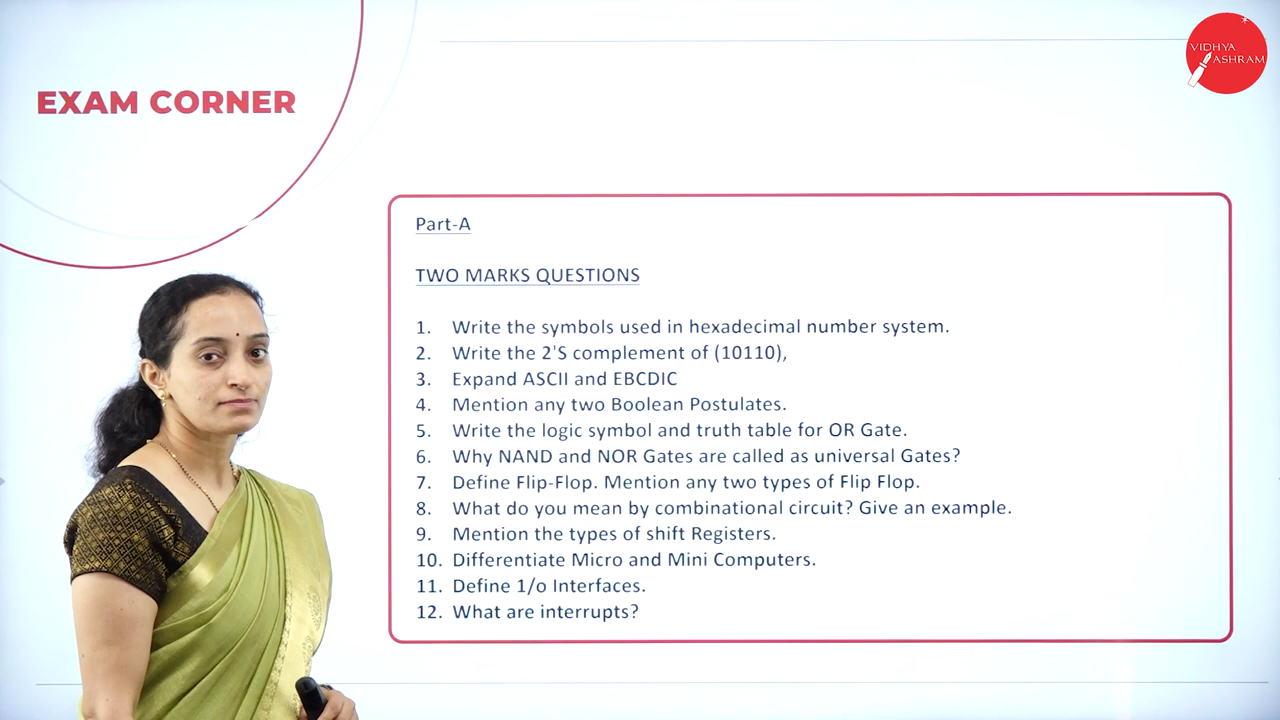 VIDHYA
ASHRAM
EXAM CORNER
Part-A
TWO MARKS QUESTIONS
1. Write the symbols used in hexadecimal number system.
2. Write the 2'S complement of (10110),
3. Expand ASCII and EBCDIC
4. Mention any two Boolean Postulates.
5. Write the logic symbol and truth table for OR Gate.
6. Why NAND and NOR Gates are called as universal Gates?
7. Define Flip-Flop. Mention any two types of Flip Flop.
8. What do you mean by combinational circuit? Give an example.
9. Mention the types of shift Registers.
10. Differentiate Micro and Mini Computers.
11. Define 1/o Interfaces.
12. What are interrupts?